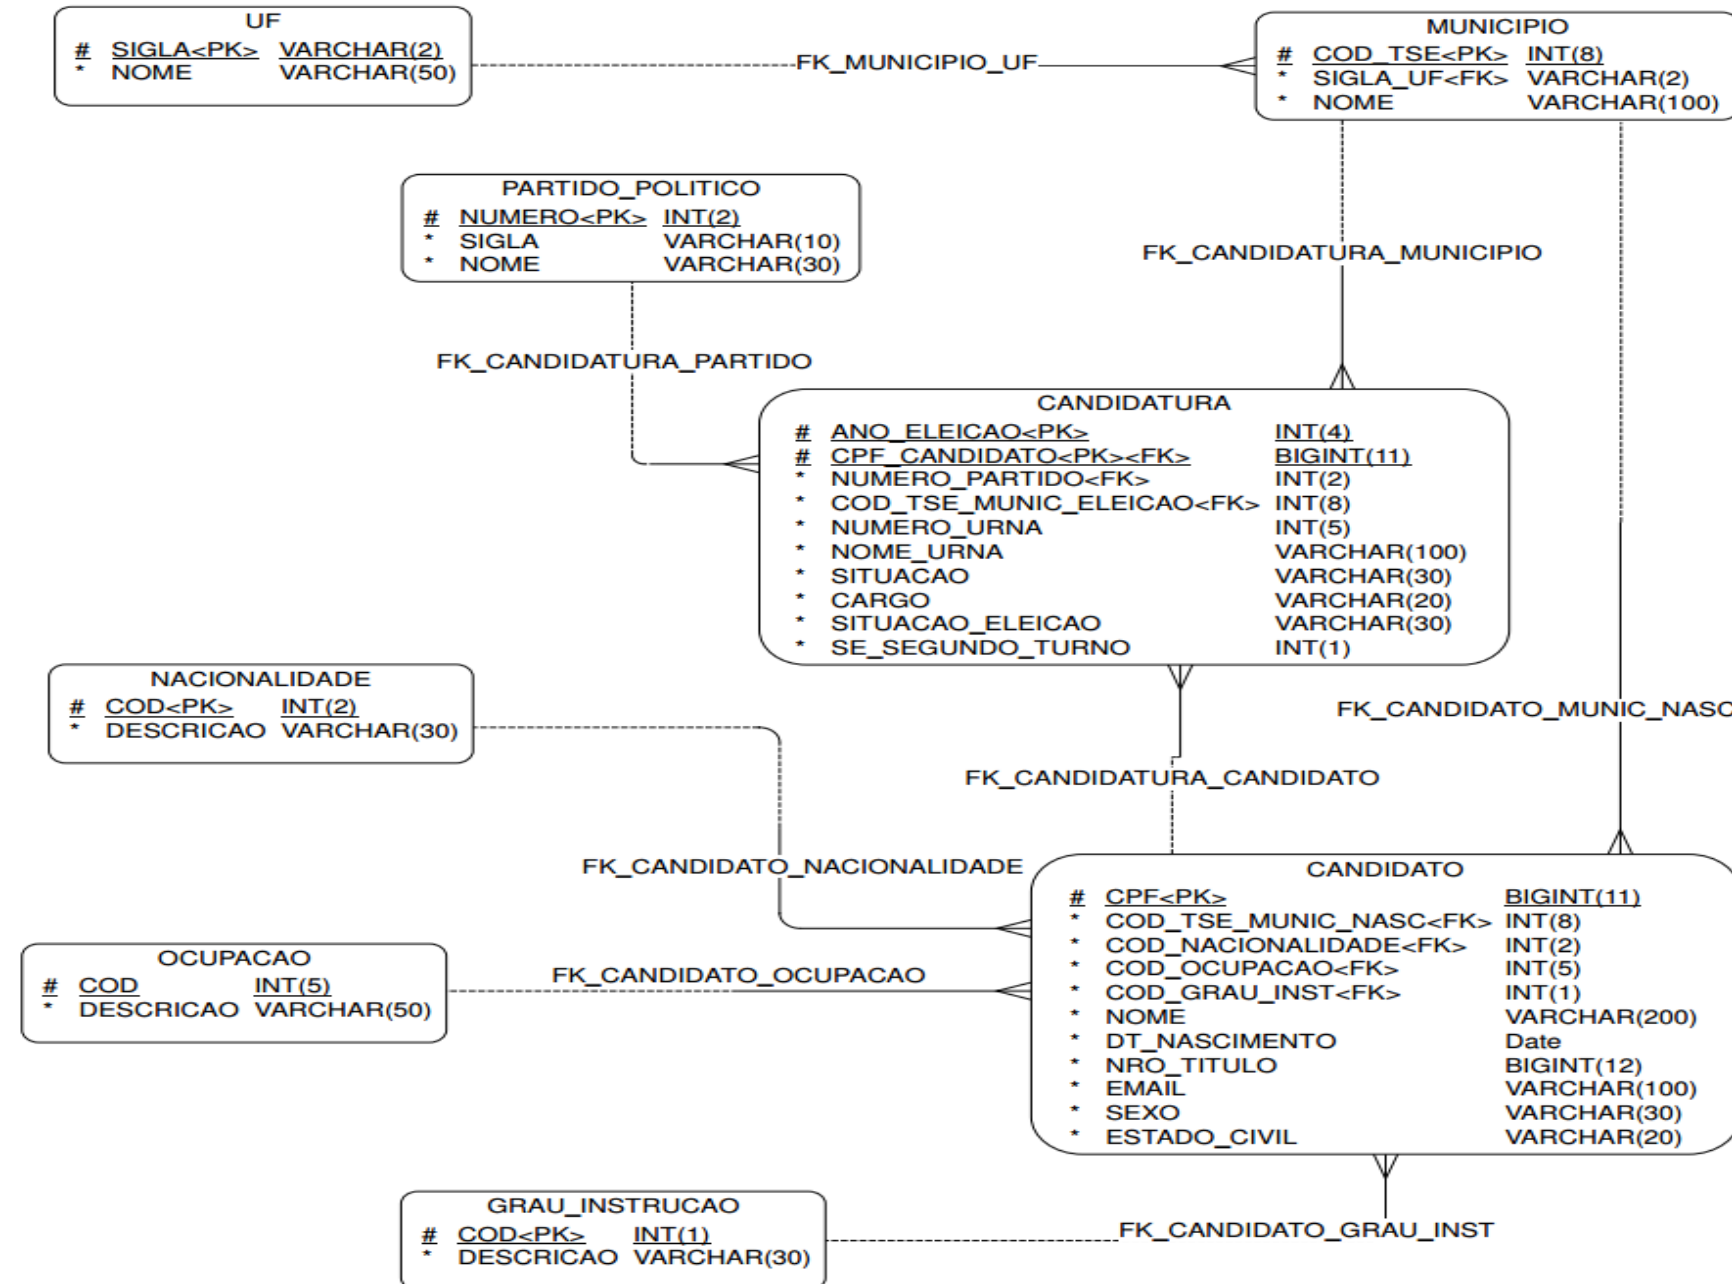 UF
# SIGLA<PK> VARCHAR(2)
* NOME VARCHAR(50)
FK_MUNICIPIO_UF
MUNICIPIO
# COD_TSE<PK> INT(8)
* SIGLA_UF<FK> VARCHAR(2)
* NOME VARCHAR(100)
PARTIDO_POLITICO
# NUMERO<PK> INT(2)
* SIGLA VARCHAR(10)
* NOME VARCHAR(30)
FK_CANDIDATURA_MUNICIPIO
FK_CANDIDATURA_PARTIDO
CANDIDATURA
# ANO_ELEICAO<PK> INT(4)
# CPF_CANDIDATO<PK><FK> BIGINT(11)
* NUMERO_PARTIDO<FK> INT(2)
* COD_TSE_MUNIC_ELEICAO<FK> INT(8)
* NUMERO_URNA INT(5)
* NOME_URNA VARCHAR(100)
* SITUACAO VARCHAR(30)
* CARGO VARCHAR(20)
* SITUACAO_ELEICAO VARCHAR(30)
* SE_SEGUNDO_TURNO INT(1)
NACIONALIDADE
# COD<PK> INT(2)
* DESCRICAO VARCHAR(30)
FK_CANDIDATO_MUNIC_NASC
FK_CANDIDATURA_CANDIDATO
FK_CANDIDATO_NACIONALIDADE
CANDIDATO
# CPF<PK> BIGINT(11)
* COD_TSE_MUNIC_NASC<FK> INT(8)
* COD_NACIONALIDADE<FK> INT(2)
* COD_OCUPACAO<FK> INT(5)
* COD_GRAU_INST<FK> INT(1)
* NOME VARCHAR(200)
* DT_NASCIMENTO Date
* NRO_TITULO BIGINT(12)
* EMAIL VARCHAR(100)
* SEXO VARCHAR(30)
* ESTADO_CIVIL VARCHAR(20)
OCUPACAO
# COD INT(5)
* DESCRICAO VARCHAR(50)
FK_CANDIDATO_OCUPACAO
GRAU_INSTRUCAO
# COD<PK> INT(1)
* DESCRICAO VARCHAR(30)
FK_CANDIDATO_GRAU_INST